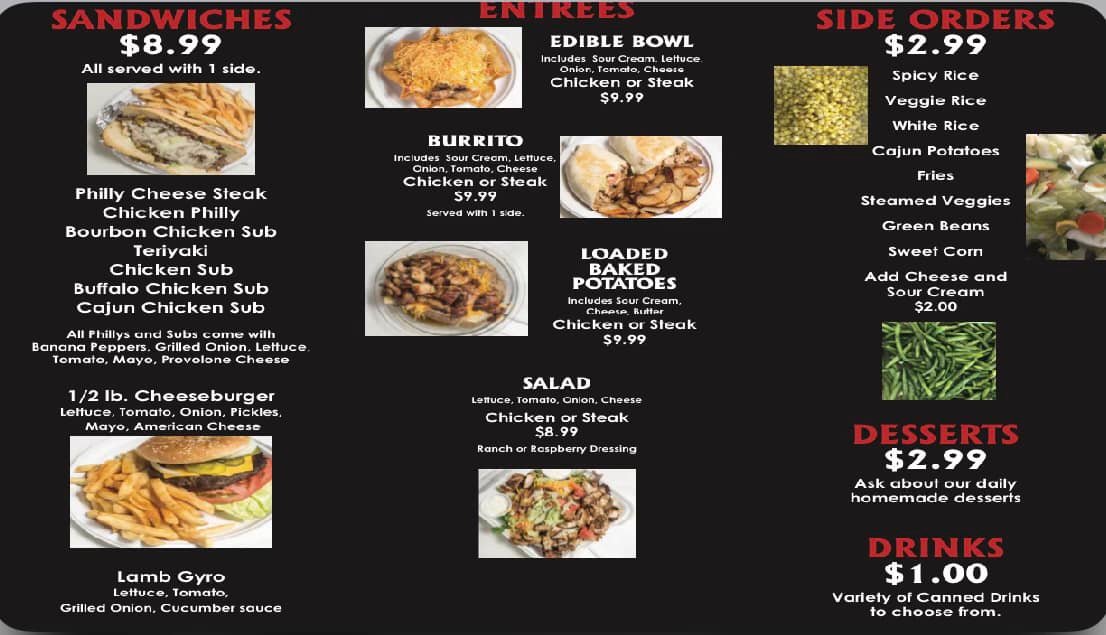 SANDWICHES
$8.99
All served with 1 side.
Philly Cheese Steak
Chicken Philly
Bourbon Chicken Sub
Teriyaki
Chicken Sub
Buffalo Chicken Sub
Cajun Chicken Sub
All Phillys and Subs come with
Banana Peppers, Grilled Onion, Lettuce,
Tomato, Mayo, Provolone Cheese
1/2 lb. Cheeseburger
Lettuce, Tomato, Onion, Pickles,
Mayo, American Cheese
Lamb Gyro
Lettuce, Tomato,
Grilled Onion, Cucumber sauce
ENTREES
EDIBLE BOWL
Includes Sour Cream, Lettuce,
Onion, Tomato, Cheese
Chicken or Steak
$9.99
BURRITO
Includes Sour Cream, Lettuce,
Onion, Tomato, Cheese
Chicken or Steak
$9.99
Served with 1 side.
LOADED
BAKED
POTATOES
Includes Sour Cream,
Cheese, Butter
Chicken or Steak
$9.99
SALAD
Lettuce, Tomato, Onion, Cheese
Chicken or Steak
$8.99
Ranch or Raspberry Dressing
SIDE ORDERS
$2.99
Spicy Rice
Veggie Rice
White Rice
Cajun Potatoes
Fries
Steamed Veggies
Green Beans
Sweet Corn
Add Cheese and
Sour Cream
$2.00
DESSERTS
$2.99
Ask about our daily
homemade desserts
DRINKS
$1.00
Variety of Canned Drinks
to choose from.